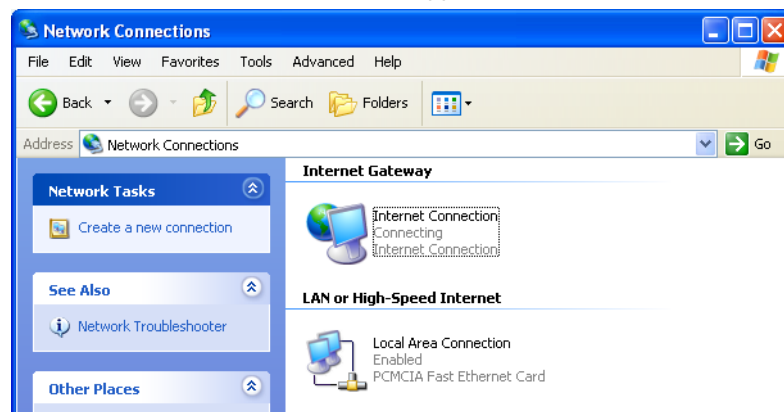 Network Connections
File Edit View Favorites Tools Advanced Help
Back Search Folders
Address Network Connections Go
Network Tasks
Create a new connection
See Also
Network Troubleshooter
Other Places
Internet Gateway
Internet Connection
Connecting
Internet Connection
LAN or High-Speed Internet
Local Area Connection
Enabled
PCMCIA Fast Ethernet Card